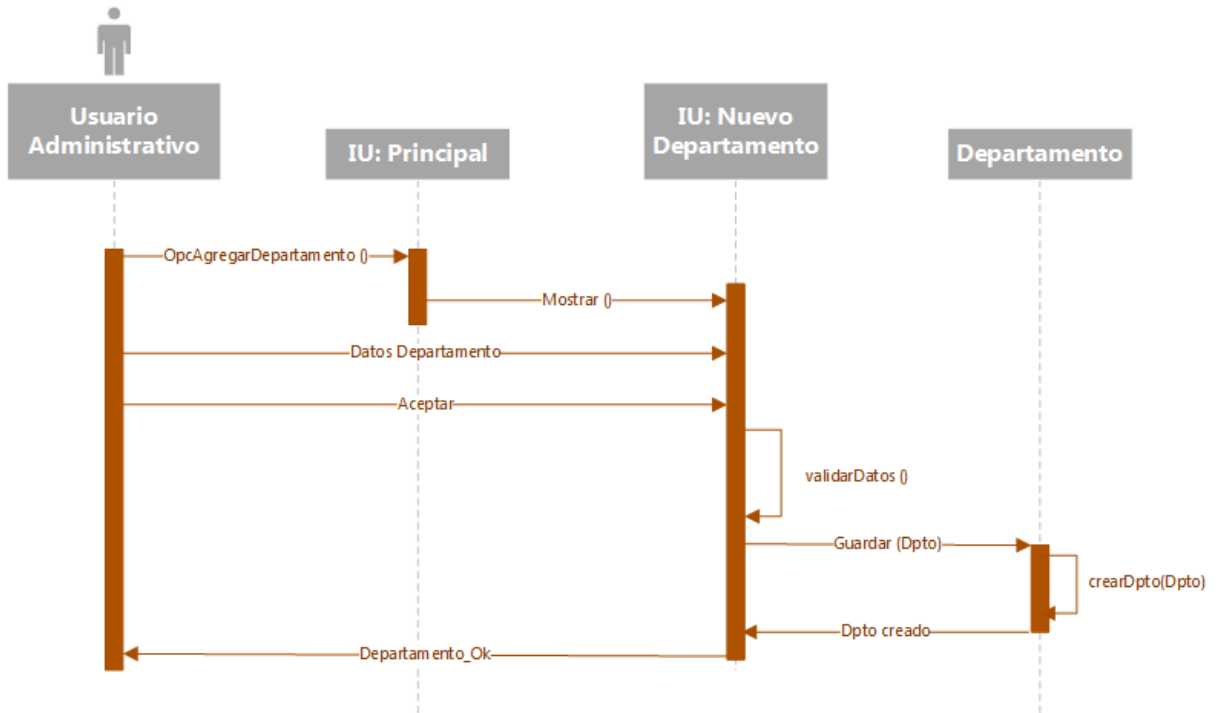 Usuario
Administrativo
IU: Principal
IU: Nuevo
Departamento
Departamento
OpcAgregarDepartamento ()
Mostrar ()
Datos Departamento
Aceptar
validarDatos ()
Guardar (Dpto)
crearDpto(Dpto)
Dpto creado
Departamento_Ok